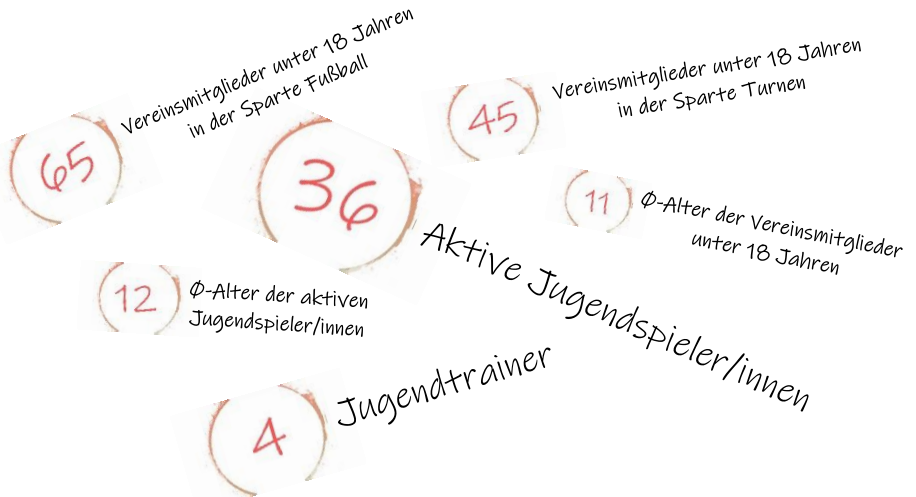 65
Vereinsmitglieder unter 18 Jahren
in der Sparte Fußball
45
Vereinsmitglieder unter 18 Jahren
in der Sparte Turnen
36
Aktive Jugendspieler/innen
11
Ø-Alter der Vereinsmitglieder
unter 18 Jahren
12
Ø-Alter der aktiven
Jugendspieler/innen
4
Jugendtrainer